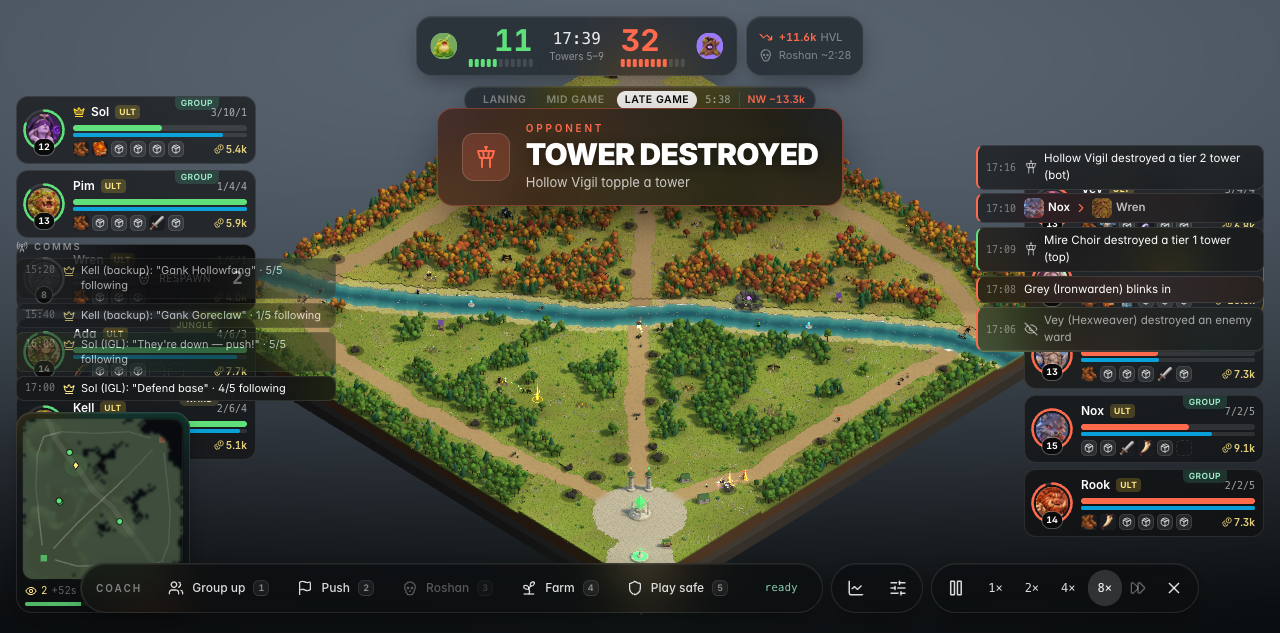 11
17:39
Towers 5–9
32
+11.6k HVL
Roshan ~2:28
LANING
MID GAME
LATE GAME
5:38
NW −13.3k
OPPONENT
TOWER DESTROYED
Hollow Vigil topple a tower
GROUP
Sol ULT 3/10/1
12
5.4k
GROUP
Pim ULT 1/4/4
13
5.9k
COMMS
Wren
RESPAWN 2
8
15:20 Kell (backup): "Gank Hollowfang" · 5/5
following
15:40 Kell (backup): "Gank Goreclaw" · 1/5 following
JUNGLE
Ada ULT 4/6/3
16:00 Sol (IGL): "They're down — push!" · 5/5
following
14
7.7k
17:00 Sol (IGL): "Defend base" · 4/5 following
Kell ULT 2/6/4
5.1k
2 +52s
17:16 Hollow Vigil destroyed a tier 2 tower
(bot)
17:10 Nox > Wren
17:09 Mire Choir destroyed a tier 1 tower
(top)
17:08 Grey (Ironwarden) blinks in
17:06 Vey (Hexweaver) destroyed an enemy
ward
13
7.3k
GROUP
Nox ULT 7/2/5
15
9.1k
GROUP
Rook ULT 2/2/5
14
7.3k
COACH
Group up 1
Push 2
Roshan 3
Farm 4
Play safe 5
ready
1×
2×
4×
8×